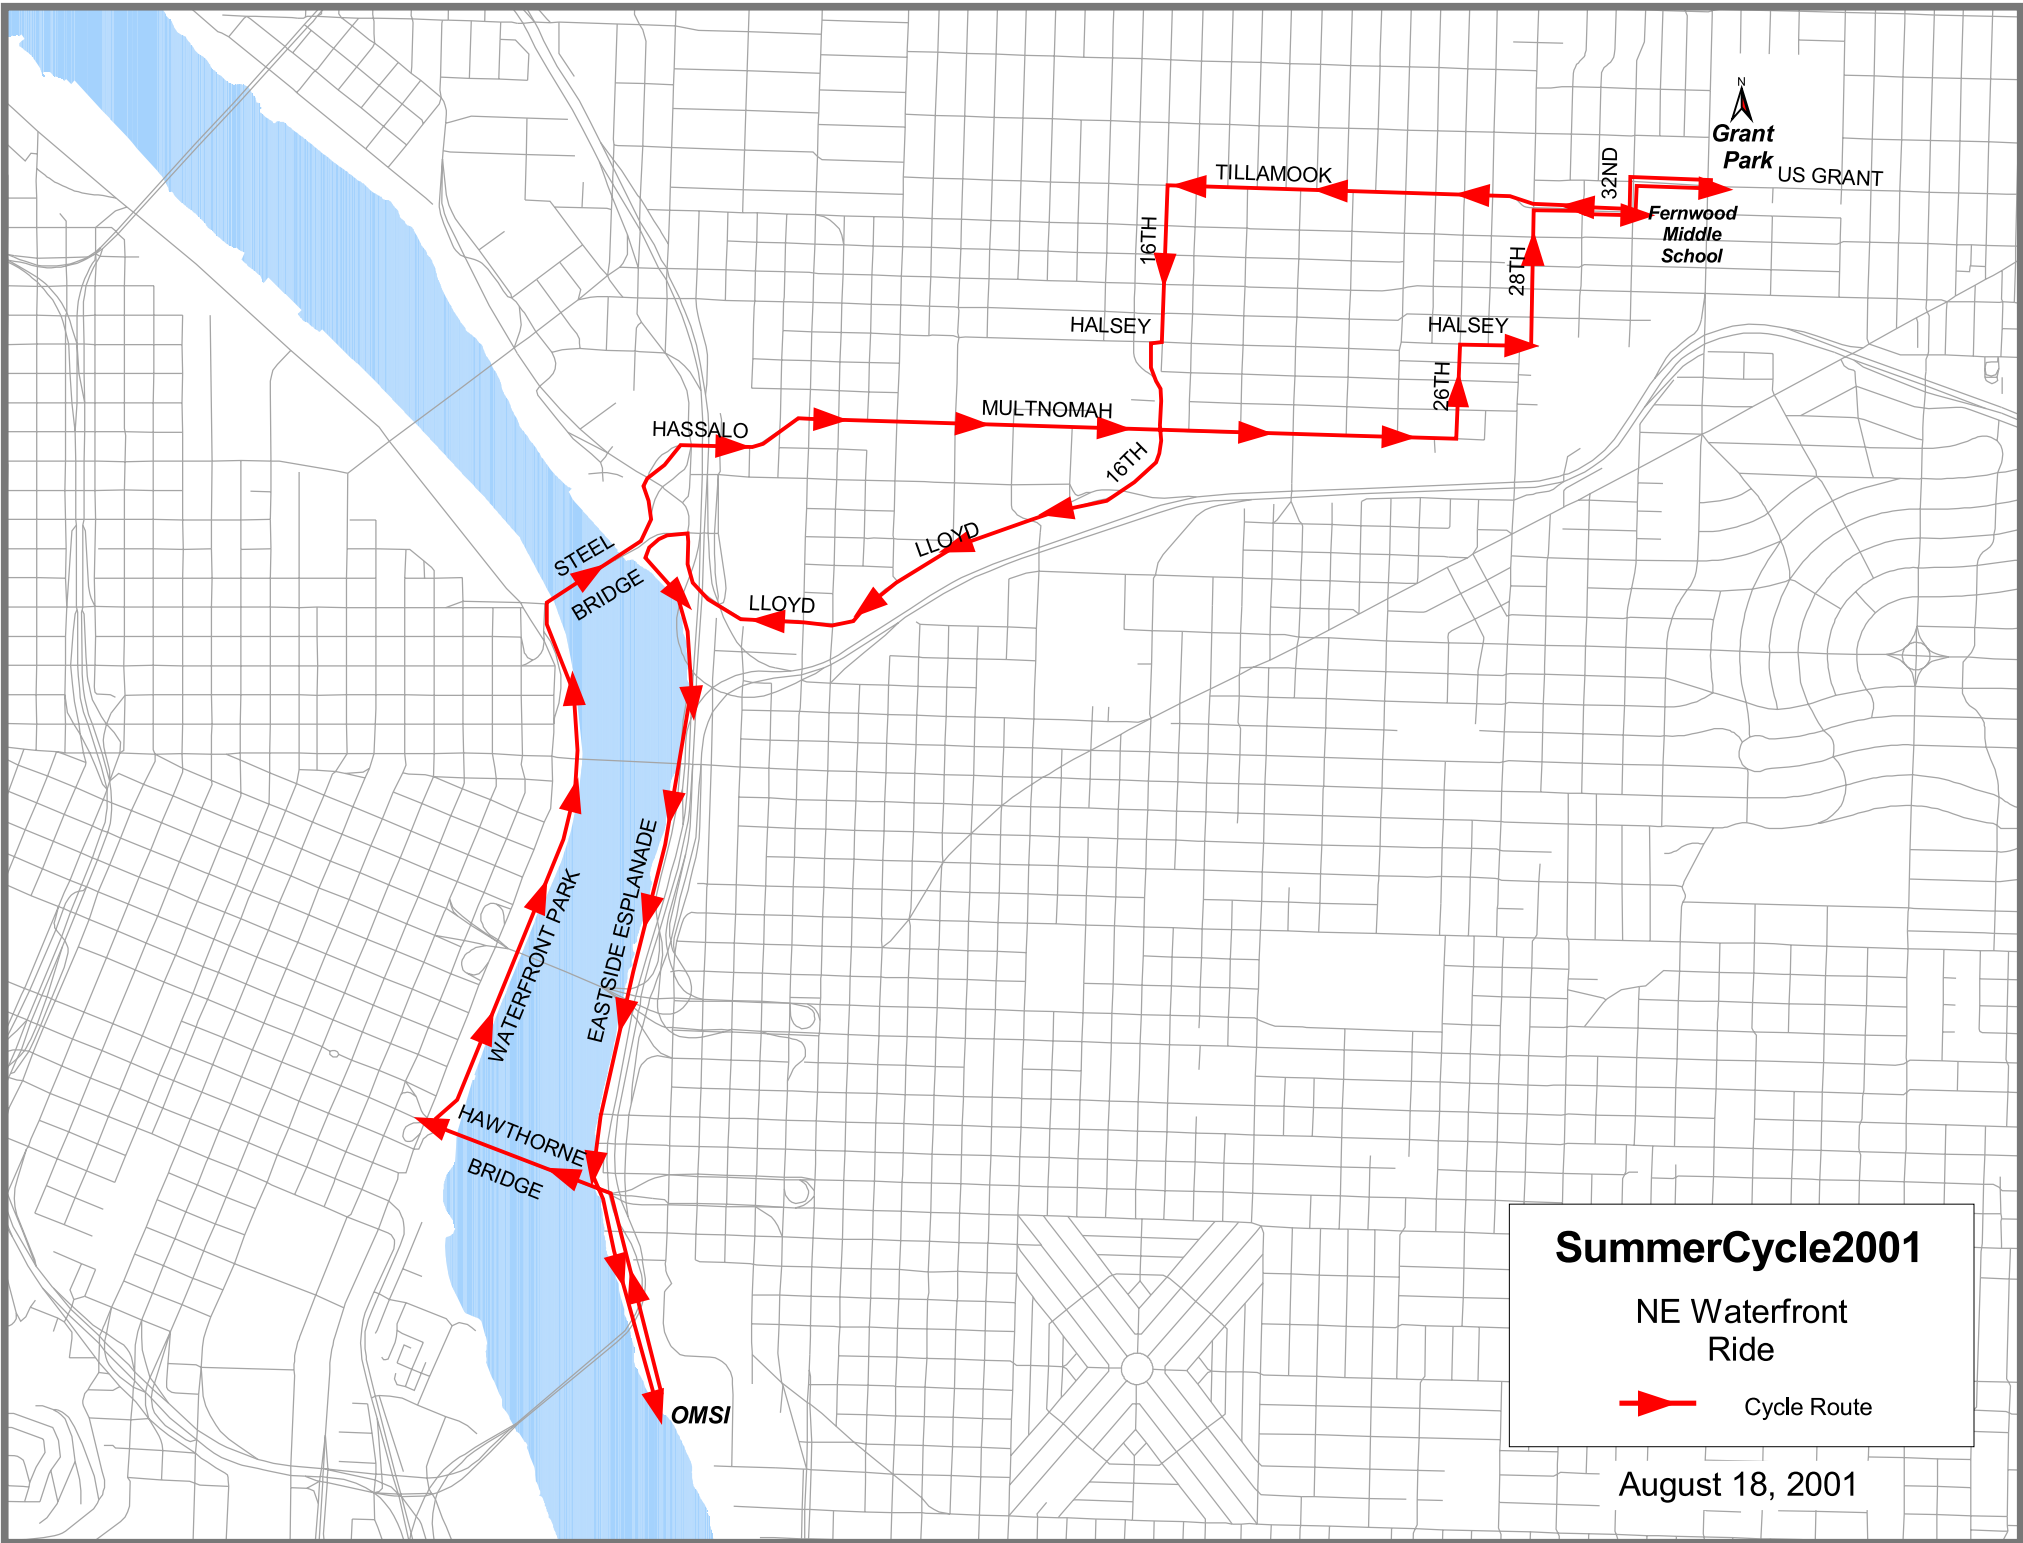 N
Grant
Park
US GRANT
32ND
TILLAMOOK
Fernwood
Middle
School
16TH
28TH
HALSEY
HALSEY
26TH
MULTNOMAH
HASSALO
16TH
LLOYD
STEEL
BRIDGE
LLOYD
EASTSIDE ESPLANADE
WATERFRONT PARK
HAWTHORNE
BRIDGE
OMSI
SummerCycle2001
NE Waterfront
Ride
Cycle Route
August 18, 2001